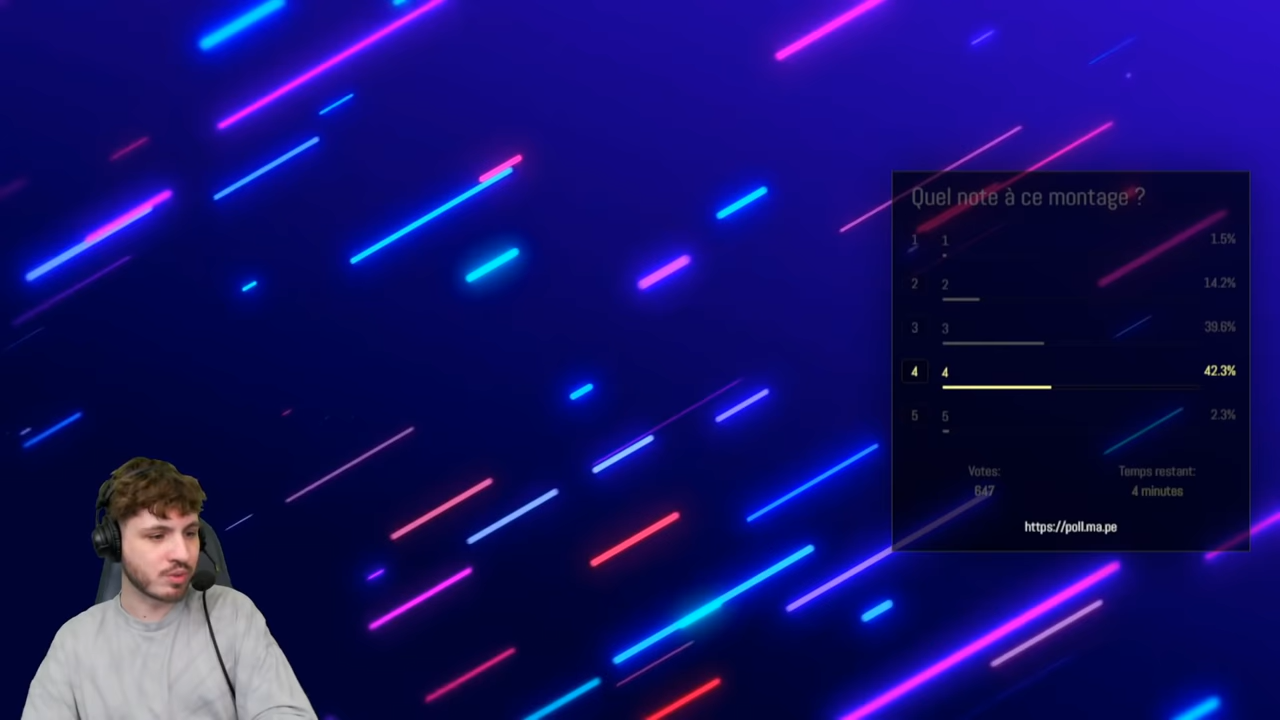 Quel note à ce montage ?
1 1 1.5%
2 2 14.2%
3 3 39.6%
4 4 42.3%
5 5 2.3%
Votes: Temps restant:
647 4 minutes
https://poll.ma.pe